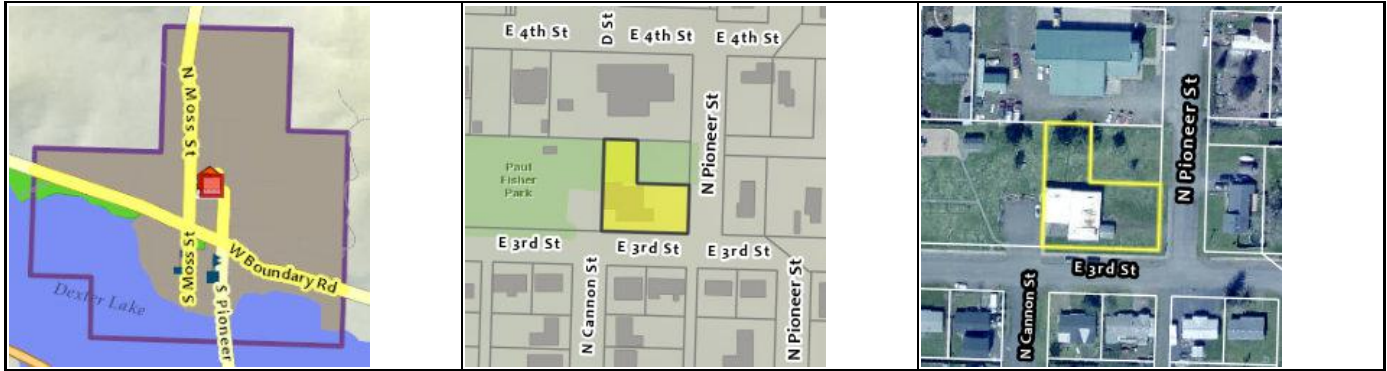 N Moss St
S Moss St
W Boundary Rd
S Pioneer
Dexter Lake
E 4th St
D St
E 4th St
E 4th St
N Pioneer St
Paul
Fisher
Park
E 3rd St
E 3rd St
E 3rd St
N Cannon St
N Pioneer St
N Pioneer St
E 3rd St
N Cannon St